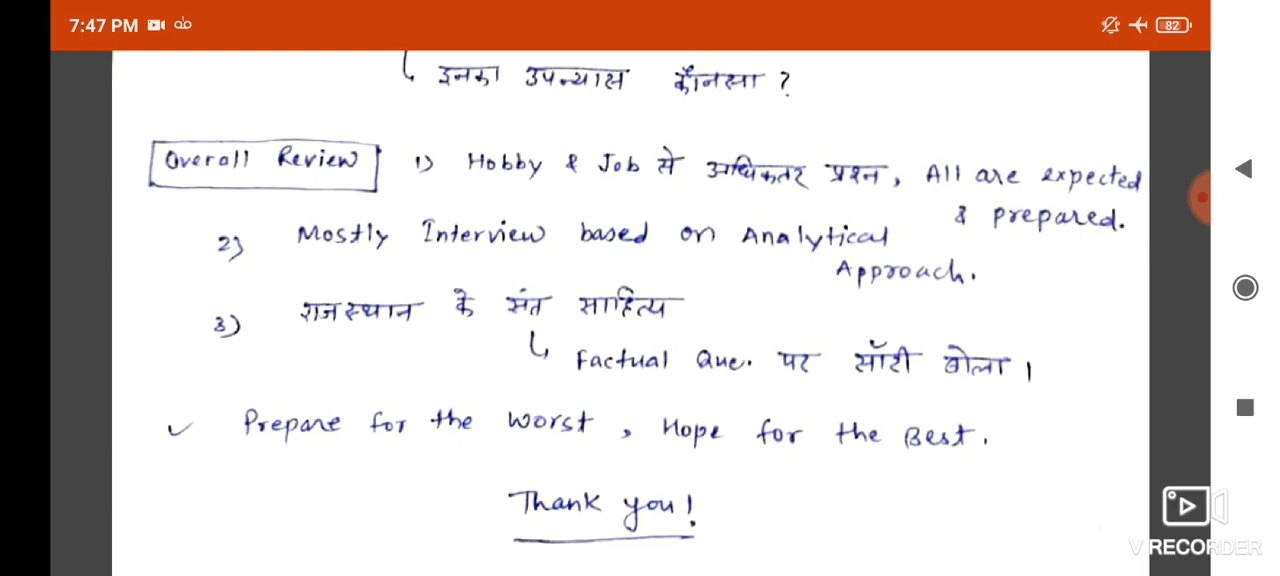 7:47 PM 82
↳ इनका उपन्यास कौँनसा ?
Overall Review 1) Hobby & Job से अधिकतर प्रश्न, All are expected
& prepared.
2) Mostly Interview based on Analytical
Approach.
3) राजस्थान के संत साहित्य
↳ Factual Que. पर सॉरी बोला।
✓ Prepare for the worst, Hope for the Best.
Thank you!
V RECORDER